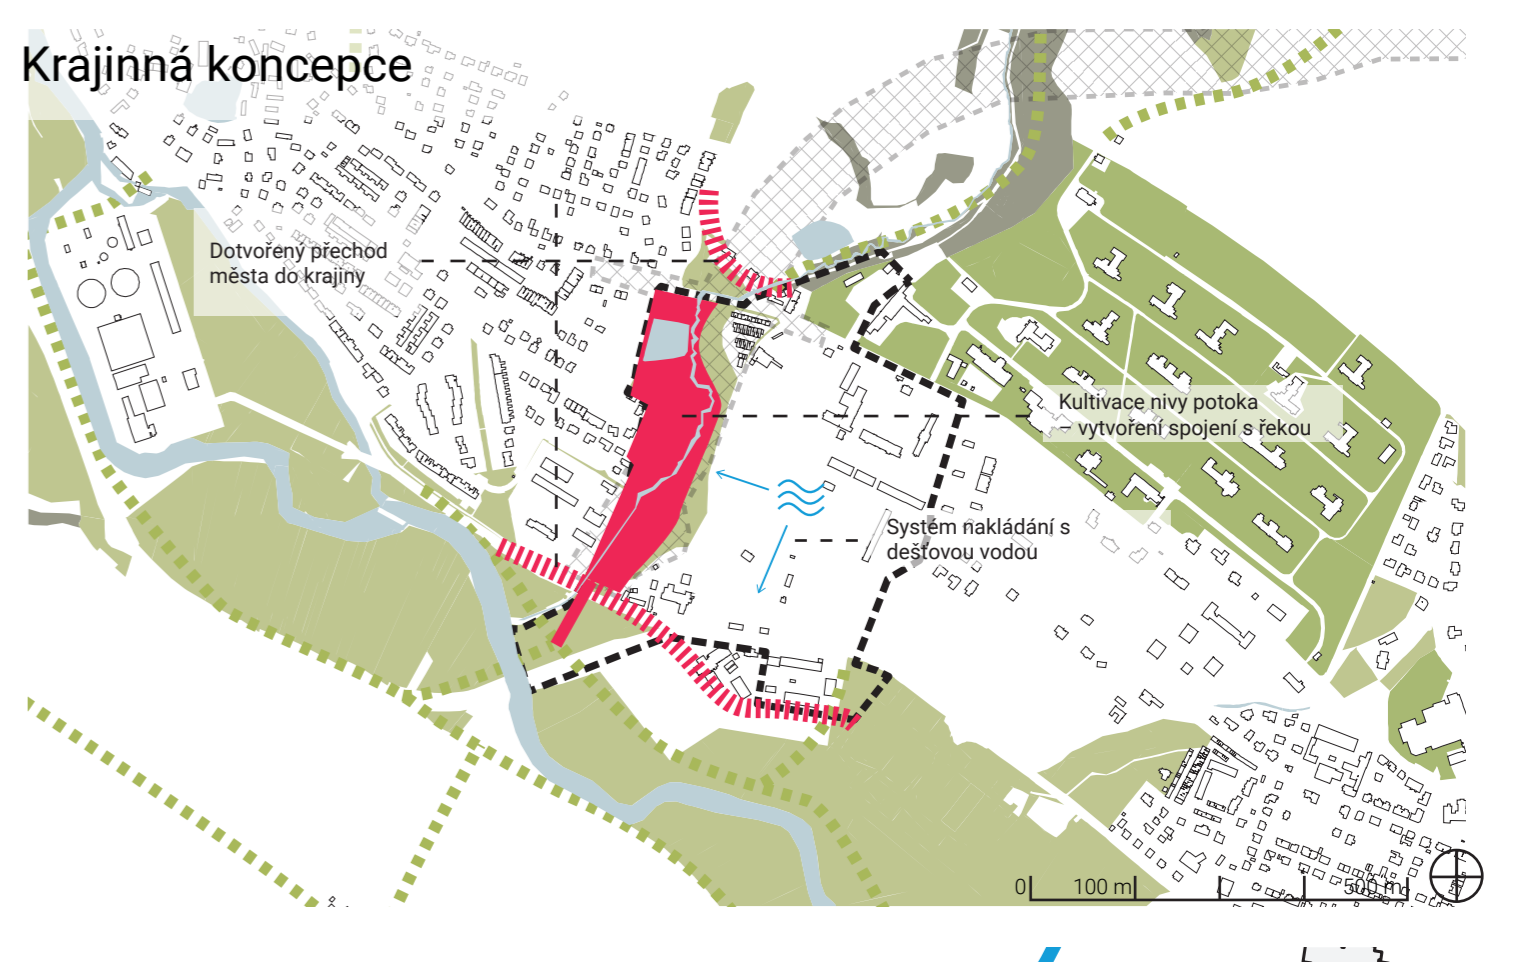 Krajinná koncepce
Dotvořený přechod
města do krajiny
Kultivace nivy potoka
– vytvoření spojení s řekou
Systém nakládání s
dešťovou vodou
0 100 m 500 m